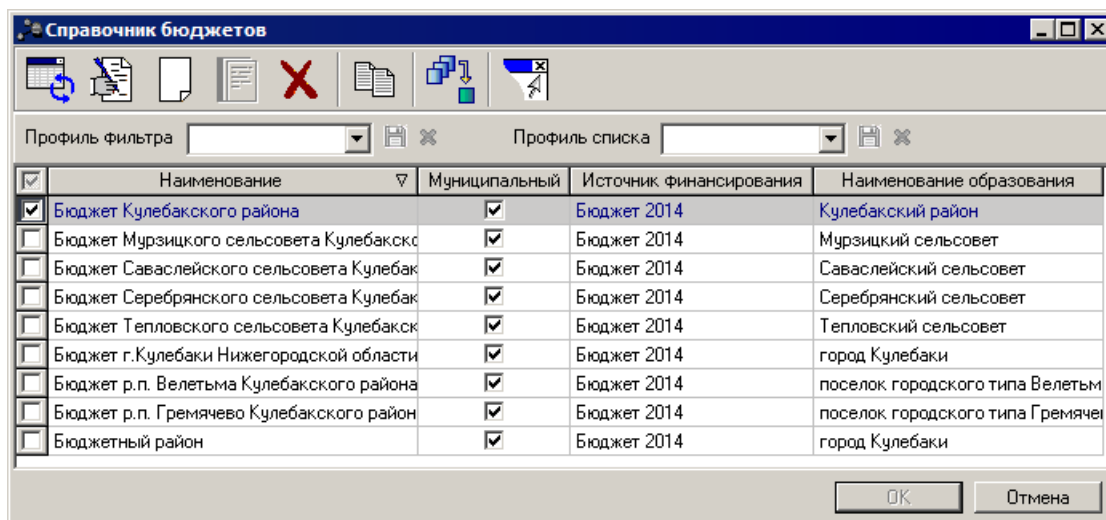 Справочник бюджетов
Профиль фильтра Профиль списка
Наименование Муниципальный Источник финансирования Наименование образования
Бюджет Кулебакского района Бюджет 2014 Кулебакский район
Бюджет Мурзицкого сельсовета Кулебакско Бюджет 2014 Мурзицкий сельсовет
Бюджет Саваслейского сельсовета Кулебак Бюджет 2014 Саваслейский сельсовет
Бюджет Серебрянского сельсовета Кулебак Бюджет 2014 Серебрянский сельсовет
Бюджет Тепловского сельсовета Кулебакск Бюджет 2014 Тепловский сельсовет
Бюджет г.Кулебаки Нижегородской области Бюджет 2014 город Кулебаки
Бюджет р.п. Велетьма Кулебакского района Бюджет 2014 поселок городского типа Велетьм
Бюджет р.п. Гремячево Кулебакского район Бюджет 2014 поселок городского типа Гремяче
Бюджетный район Бюджет 2014 город Кулебаки
OK Отмена